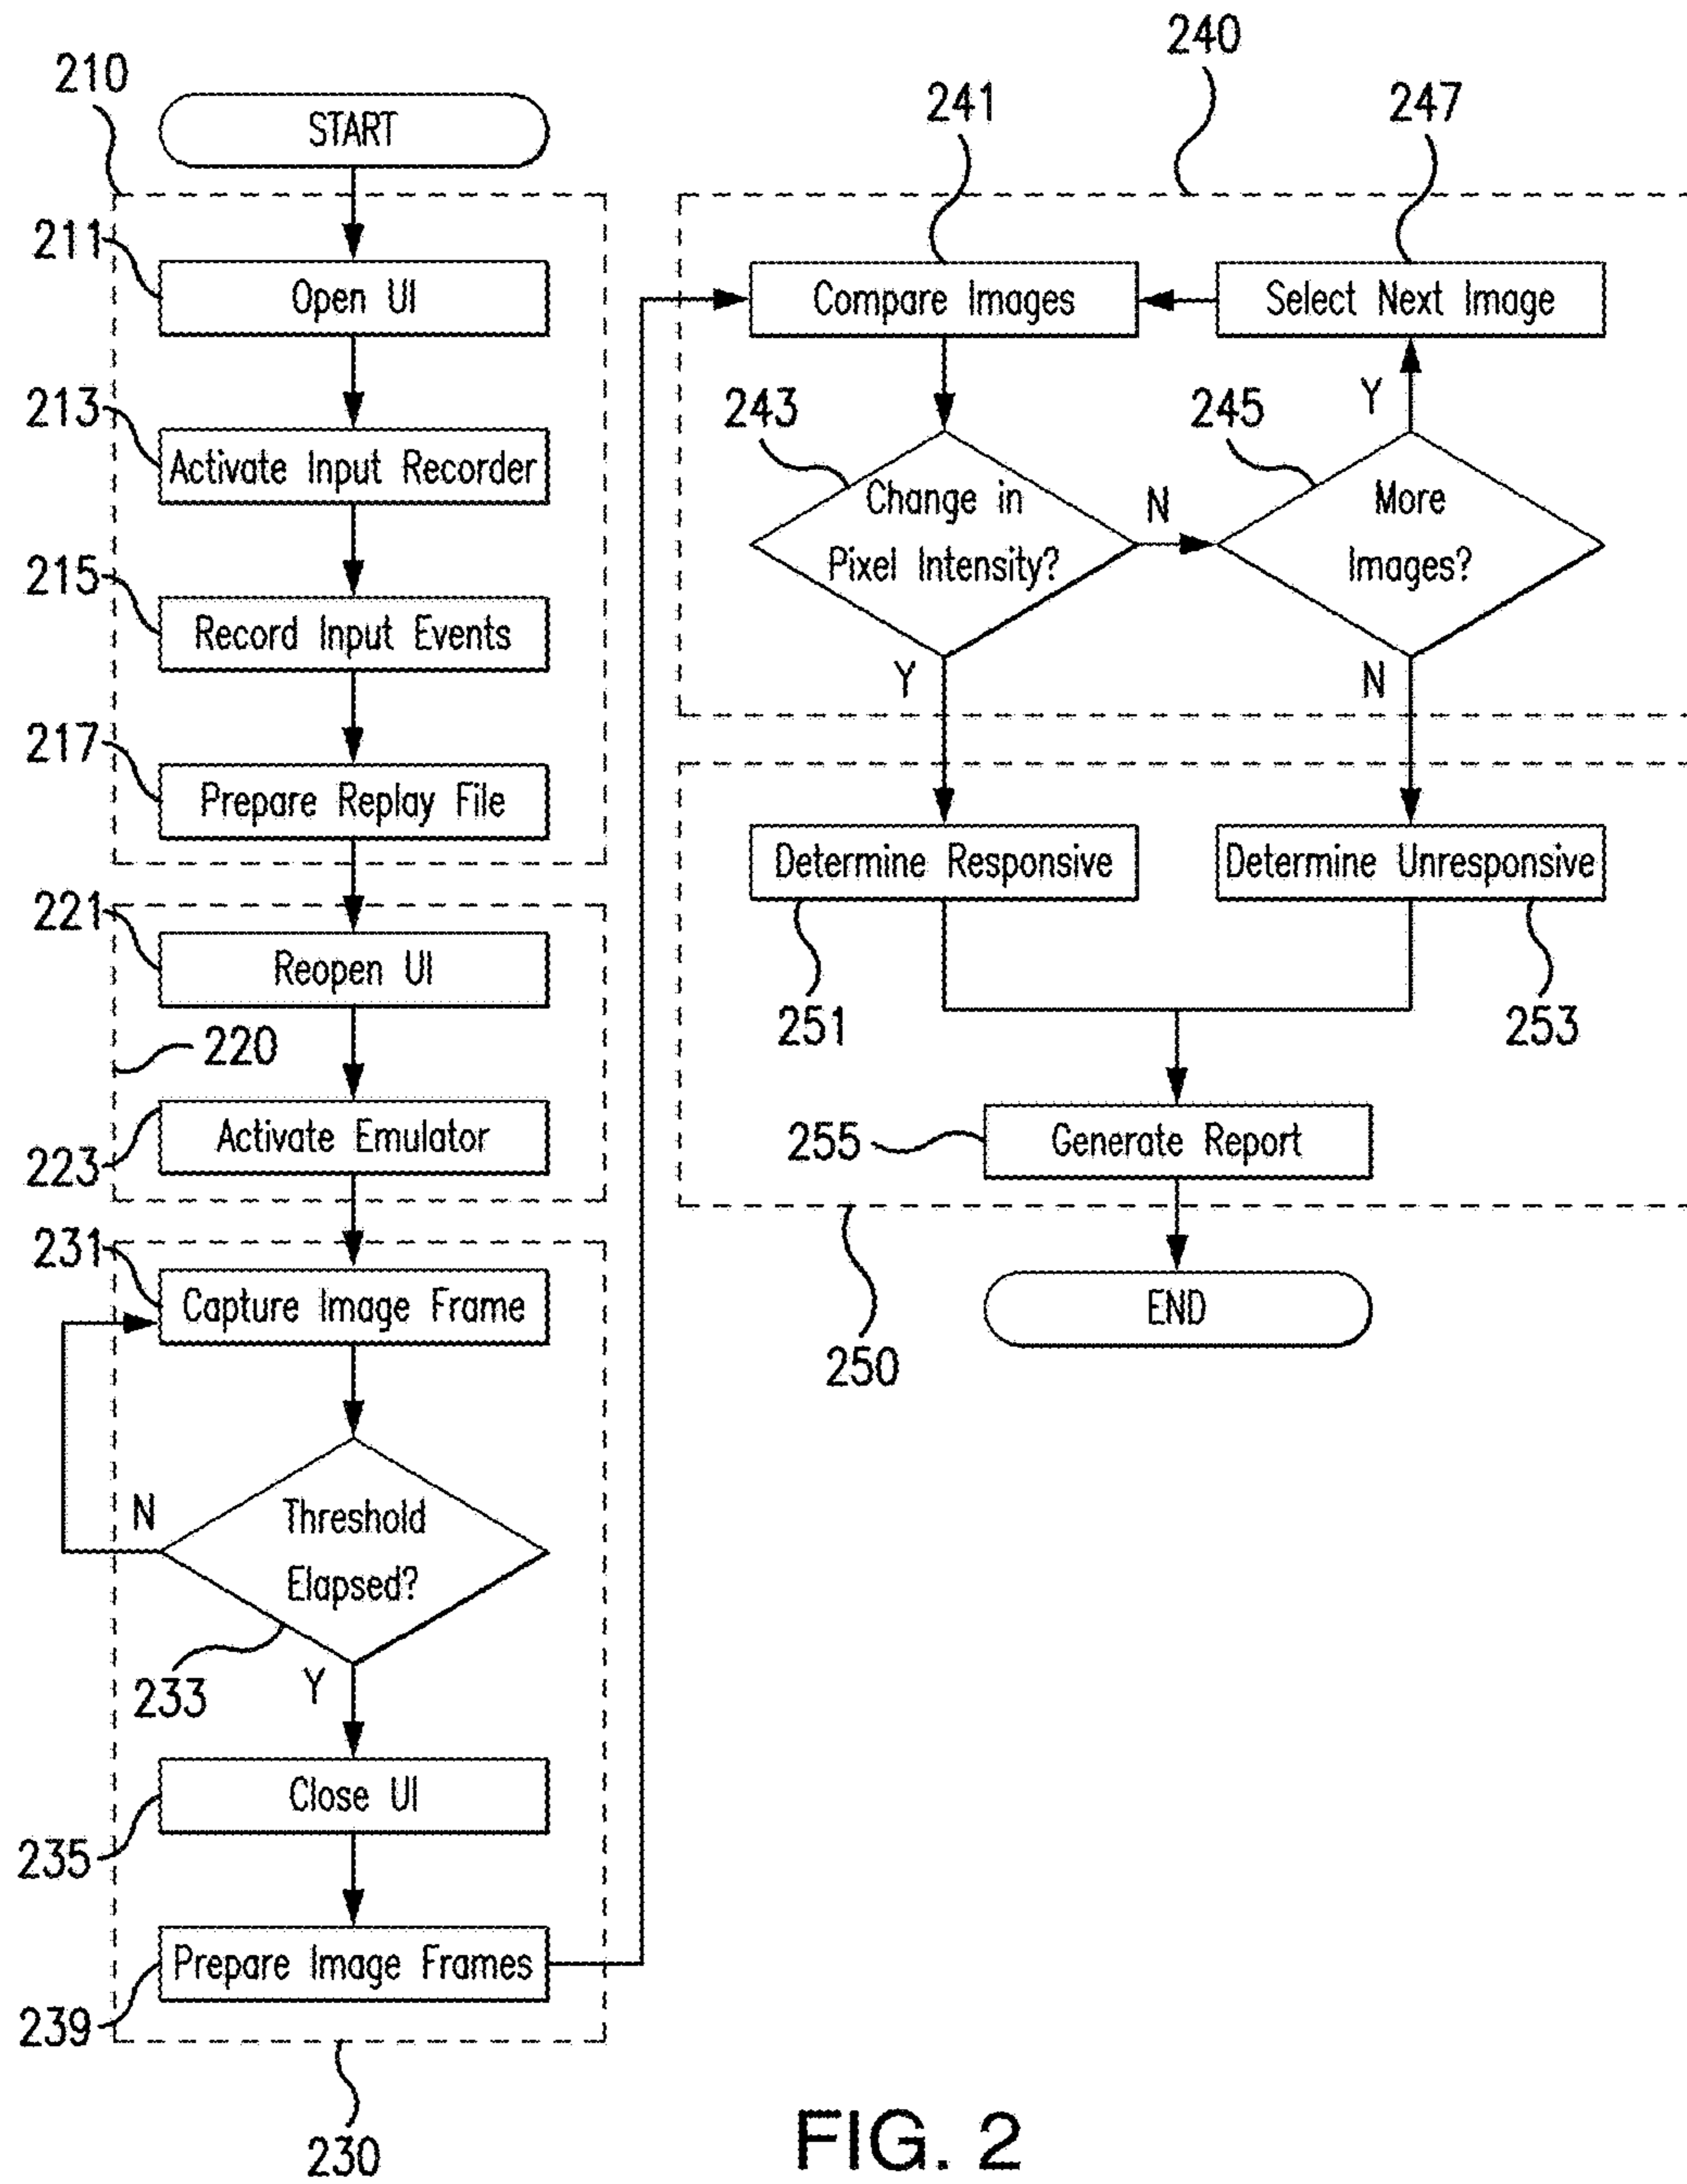 210
START
211
Open UI
213
Activate Input Recorder
215
Record Input Events
217
Prepare Replay File
221
Reopen UI
220
223
Activate Emulator
231
Capture Image Frame
N
Threshold
Elapsed?
233
Y
235
Close UI
239
Prepare Image Frames
230
240
241
247
Compare Images
Select Next Image
243
245
Y
Change in
Pixel Intensity?
N
More
Images?
Y
N
Determine Responsive
Determine Unresponsive
251
253
255
Generate Report
250
END
FIG. 2